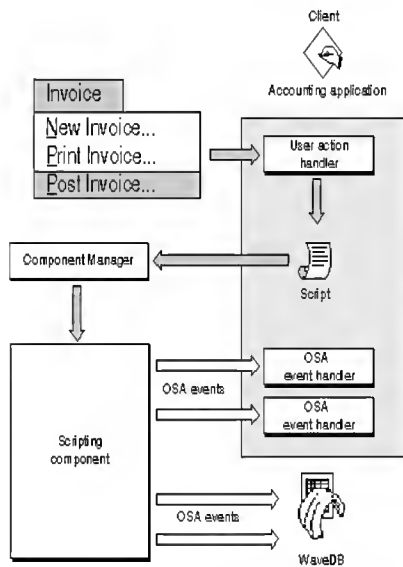 Client
Accounting application
Invoice
New Invoice...
Print Invoice...
Post Invoice...
User action
handler
Component Manager
Script
OSA
event handler
OSA events
OSA
event handler
Scripting
component
OSA events
WaveDB